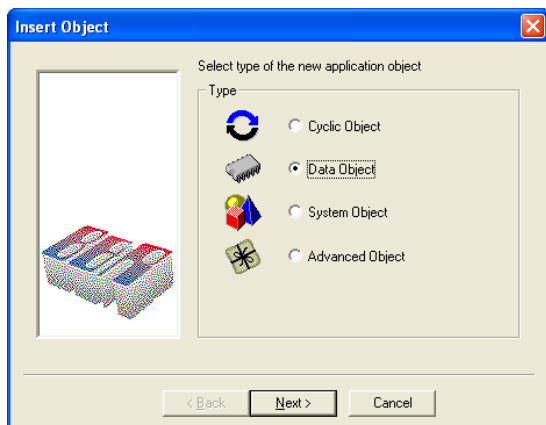 Insert Object
Select type of the new application object
Type
Cyclic Object
Data Object
System Object
Advanced Object
< Back
Next >
Cancel